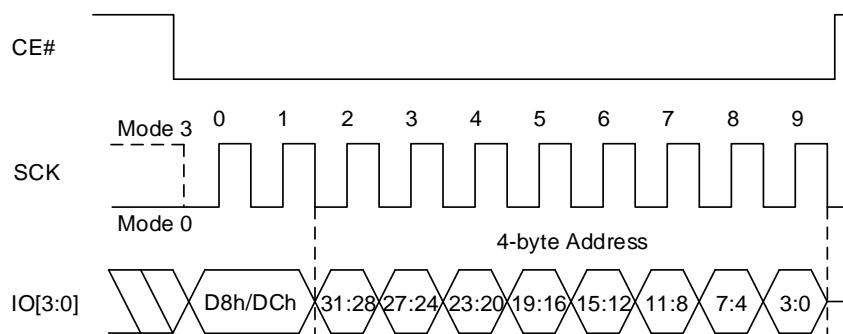 CE#
Mode 3
0 1 2 3 4 5 6 7 8 9
SCK
Mode 0
4-byte Address
IO[3:0]
D8h/DCh 31:28 27:24 23:20 19:16 15:12 11:8 7:4 3:0